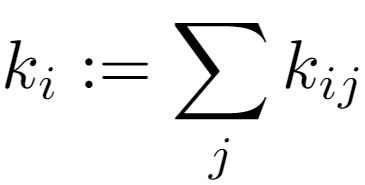 k_i := \sum_j k_{ij}